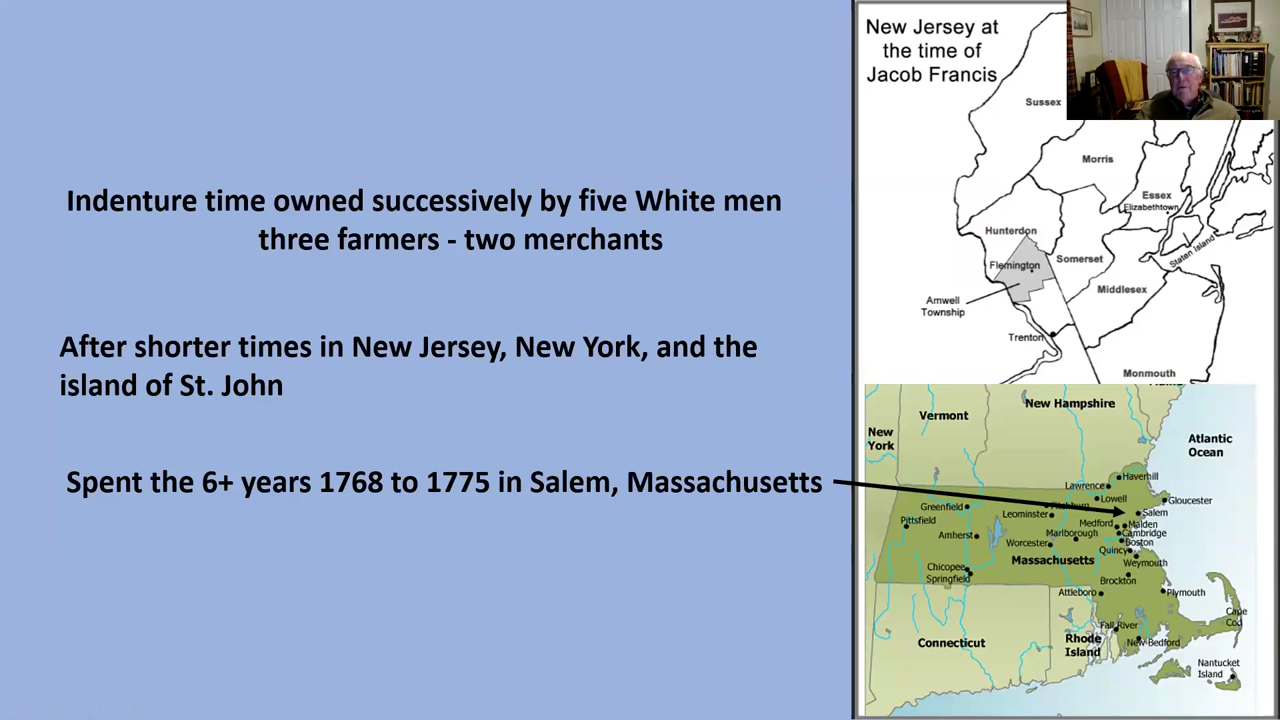 Indenture time owned successively by five White men
three farmers - two merchants
After shorter times in New Jersey, New York, and the
island of St. John
Spent the 6+ years 1768 to 1775 in Salem, Massachusetts
New Jersey at
the time of
Jacob Francis
Sussex
Morris
Essex
Elizabethtown
Hunterdon
Staten Island
Somerset
Flemington
Middlesex
Amwell
Township
Trenton
Monmouth
New Hampshire
Vermont
New
York
Atlantic
Ocean
Haverhill
Lawrence
Lowell
Gloucester
Greenfield
Leominster
Salem
Pittsfield
Medford
Malden
Amherst
Marlborough
Cambridge
Worcester
Boston
Quincy
Massachusetts
Weymouth
Chicopee
Springfield
Brockton
Attleboro
Plymouth
Cape
Cod
Fall River
Connecticut
Rhode
Island
New Bedford
Nantucket
Island